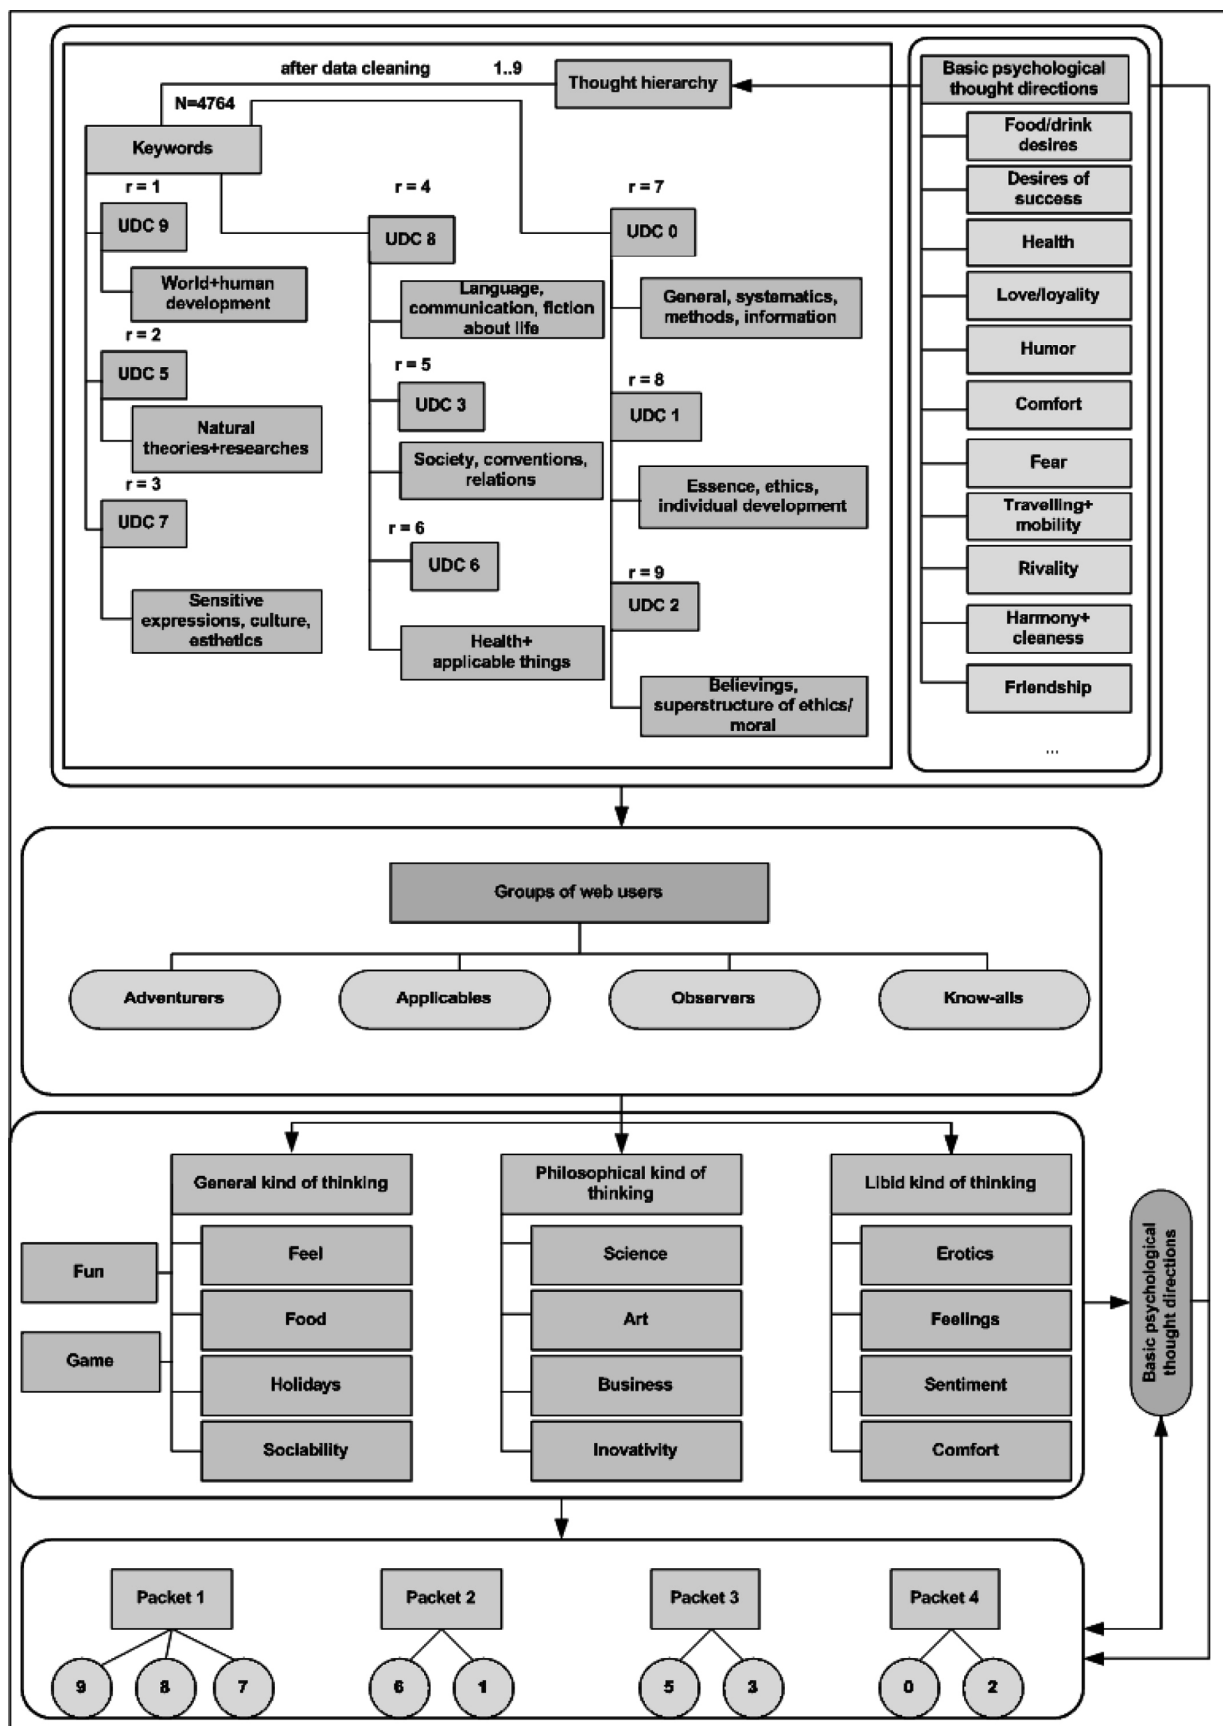 after data cleaning
1..9
Thought hierarchy
N=4764
Keywords
r = 1
UDC 9
World+human
development
r = 2
UDC 5
Natural
theories+researches
r = 3
UDC 7
Sensitive
expressions, culture,
esthetics
r = 4
UDC 8
Language,
communication, fiction
about life
r = 5
UDC 3
Society, conventions,
relations
r = 6
UDC 6
Health+
applicable things
r = 7
UDC 0
General, systematics,
methods, information
r = 8
UDC 1
Essence, ethics,
individual development
r = 9
UDC 2
Believings,
superstructure of ethics/
moral
Basic psychological
thought directions
Food/drink
desires
Desires of
success
Health
Love/loyality
Humor
Comfort
Fear
Travelling+
mobility
Rivality
Harmony+
cleaness
Friendship
...
Groups of web users
Adventurers
Applicables
Observers
Know-alls
General kind of thinking
Fun
Game
Feel
Food
Holidays
Sociability
Philosophical kind of
thinking
Science
Art
Business
Inovativity
Libid kind of thinking
Erotics
Feelings
Sentiment
Comfort
Basic psychological
thought directions
Packet 1
9
8
7
Packet 2
6
1
Packet 3
5
3
Packet 4
0
2